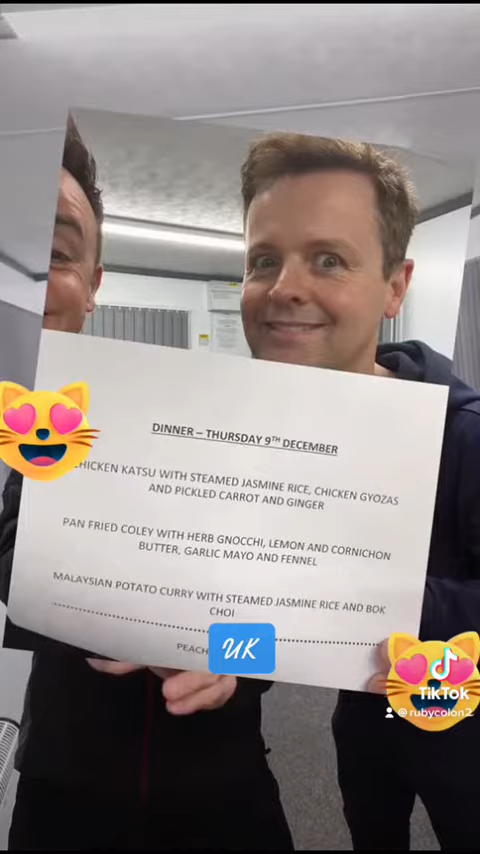 DINNER – THURSDAY 9TH DECEMBER
CHICKEN KATSU WITH STEAMED JASMINE RICE, CHICKEN GYOZAS
AND PICKLED CARROT AND GINGER
PAN FRIED COLEY WITH HERB GNOCCHI, LEMON AND CORNICHON
BUTTER, GARLIC MAYO AND FENNEL
MALAYSIAN POTATO CURRY WITH STEAMED JASMINE RICE AND BOK
CHOI
PEACH
UK
TikTok
@rubycolon2